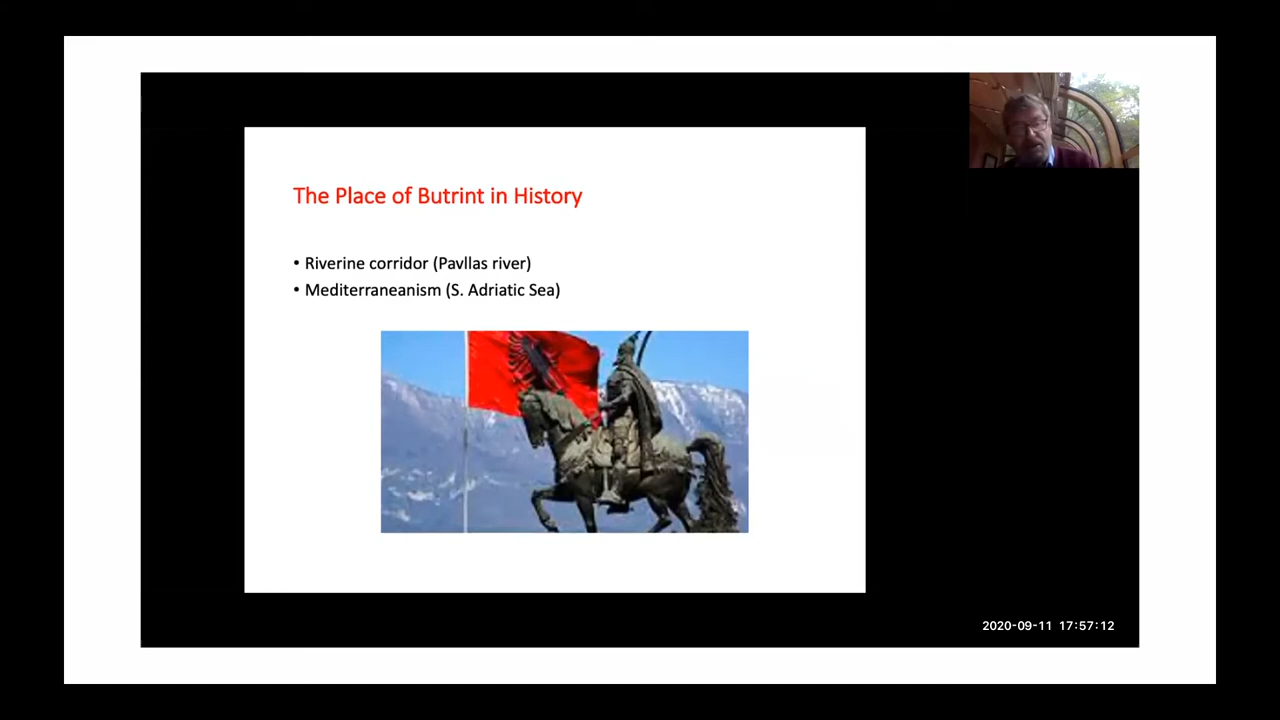 The Place of Butrint in History
• Riverine corridor (Pavllas river)
• Mediterraneanism (S. Adriatic Sea)
2020-09-11 17:57:12